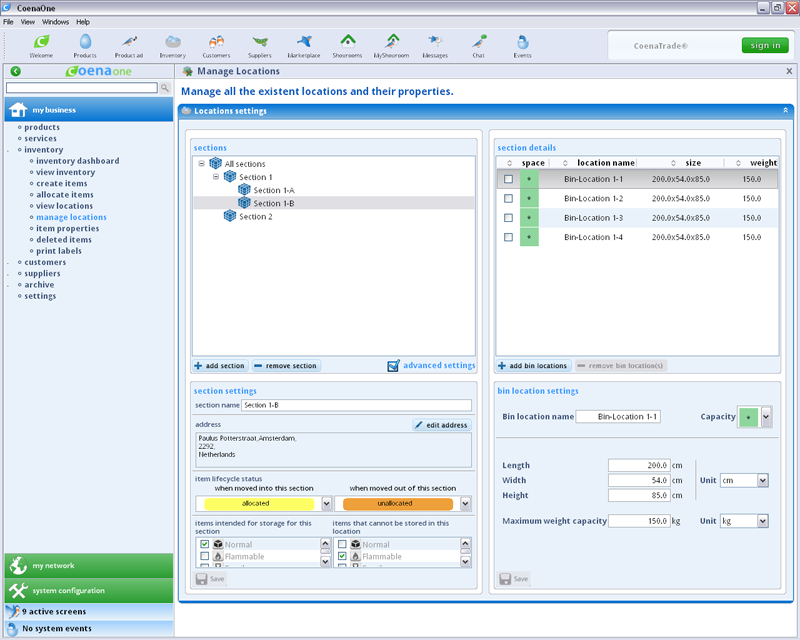 CoenaOne
File View Windows Help
Welcome Products Product ad Inventory Customers Suppliers Marketplace Showrooms MyShowroom Messages Chat Events
CoenaTrade®
sign in
Coenaone
Manage Locations
x
my business
products
services
inventory
inventory dashboard
view inventory
create items
allocate items
view locations
manage locations
item properties
deleted items
print labels
customers
suppliers
archive
settings
my network
system configuration
9 active screens
No system events
Manage all the existent locations and their properties.
Locations settings
sections
All sections
Section 1
Section 1-A
Section 1-B
Section 2
add section
remove section
advanced settings
section details
space location name size weight
Bin-Location 1-1 200.0x54.0x85.0 150.0
Bin-Location 1-2 200.0x54.0x85.0 150.0
Bin-Location 1-3 200.0x54.0x85.0 150.0
Bin-Location 1-4 200.0x54.0x85.0 150.0
add bin locations
remove bin location(s)
section settings
section name Section 1-B
address
edit address
Paulus Potterstraat,Amsterdam,
2292,
Netherlands
item lifecycle status
when moved into this section
when moved out of this section
allocated
unallocated
items intended for storage for this
section
items that cannot be stored in this
location
Normal
Flammable
Normal
Flammable
Save
bin location settings
Bin location name Bin-Location 1-1 Capacity
Length 200.0 cm
Width 54.0 cm Unit cm
Height 85.0 cm
Maximum weight capacity 150.0 kg Unit kg
Save